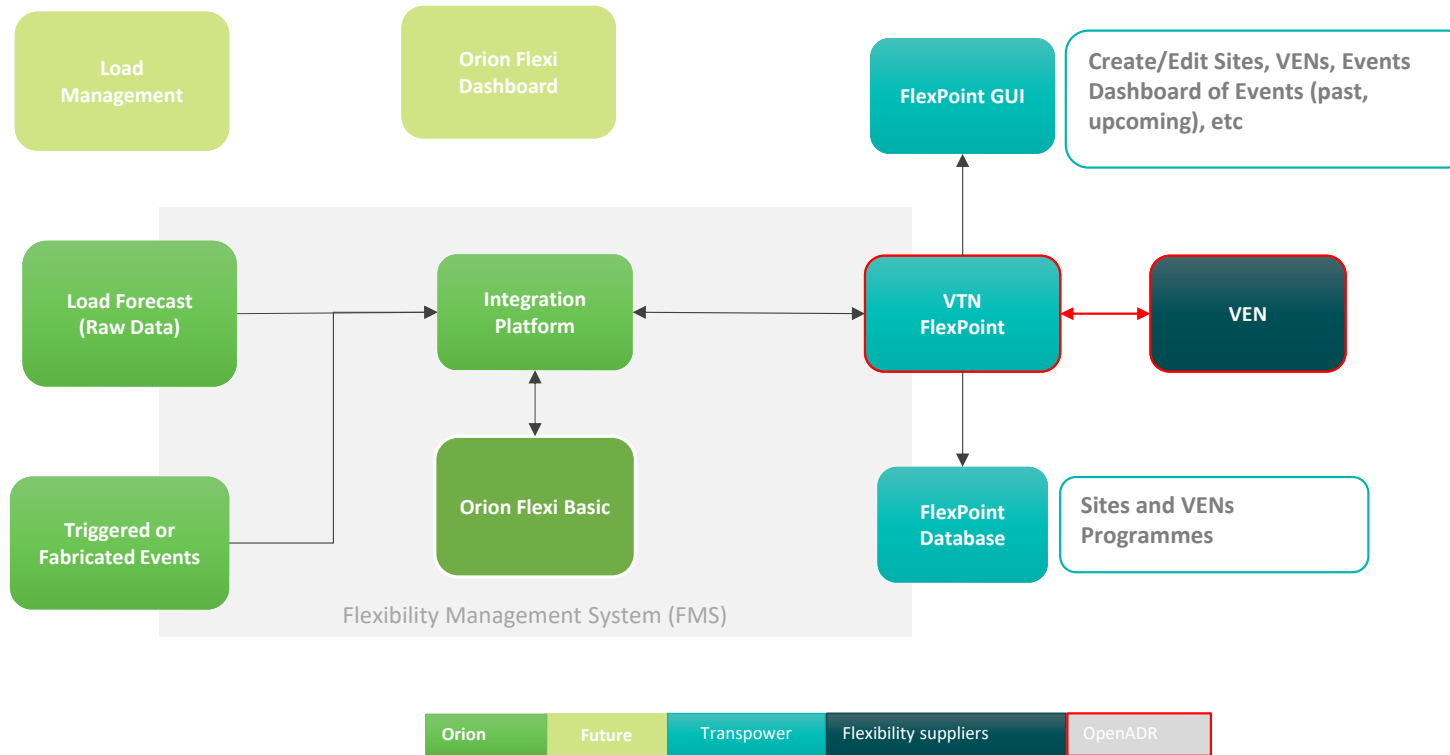 Load
Management
Orion Flexi
Dashboard
FlexPoint GUI
Create/Edit Sites, VENs, Events
Dashboard of Events (past,
upcoming), etc
Load Forecast
(Raw Data)
Integration
Platform
VTN
FlexPoint
VEN
Triggered or
Fabricated Events
Orion Flexi Basic
FlexPoint
Database
Sites and VENs
Programmes
Flexibility Management System (FMS)
Orion
Future
Transpower
Flexibility suppliers
OpenADR